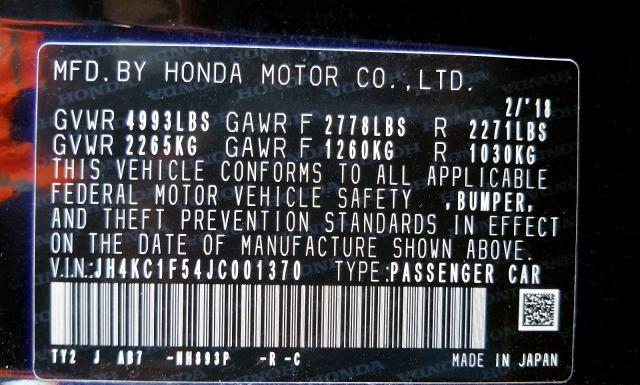 MFD. BY HONDA MOTOR CO.,LTD.
2/'18
GVWR 4993LBS GAWR F 2778LBS R 2271LBS
GVWR 2265KG GAWR F 1260KG R 1030KG
THIS VEHICLE CONFORMS TO ALL APPLICABLE
FEDERAL MOTOR VEHICLE SAFETY ,BUMPER,
AND THEFT PREVENTION STANDARDS IN EFFECT
ON THE DATE OF MANUFACTURE SHOWN ABOVE.
V.I.N:JH4KC1F54JC001370 TYPE:PASSENGER CAR
TY2 J AB7 -NH893P -R -C MADE IN JAPAN